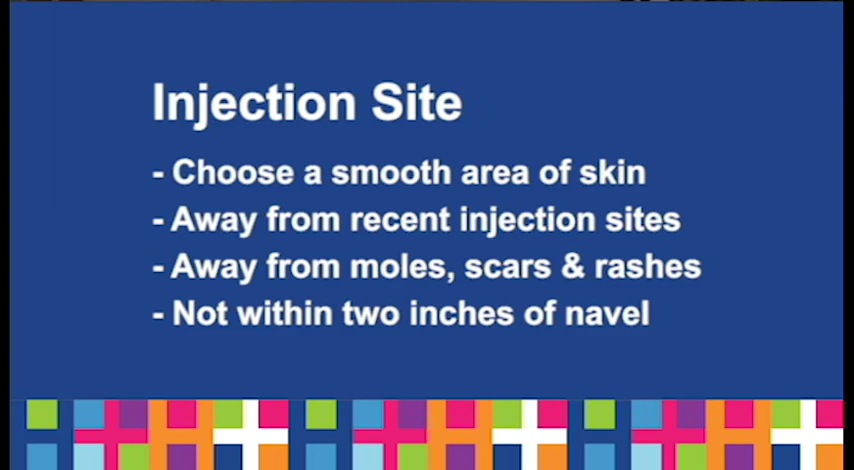 Injection Site
- Choose a smooth area of skin
- Away from recent injection sites
- Away from moles, scars & rashes
- Not within two inches of navel